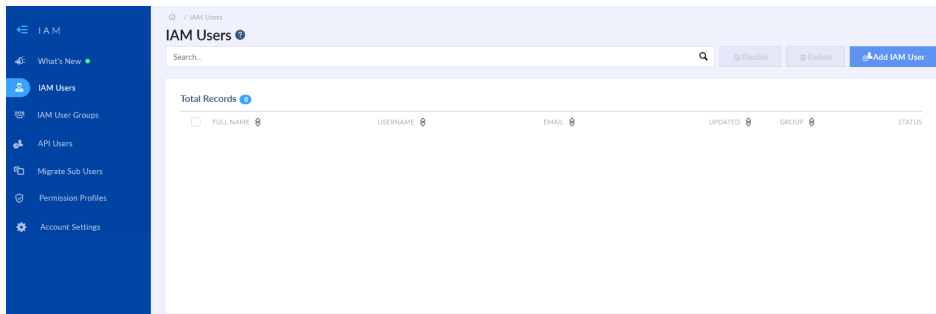 IAM
What's New
IAM Users
IAM User Groups
API Users
Migrate Sub Users
Permission Profiles
Account Settings
/ IAM Users
IAM Users ?
Search...
Disable
Delete
Add IAM User
Total Records 0
FULL NAME
USERNAME
EMAIL
UPDATED
GROUP
STATUS